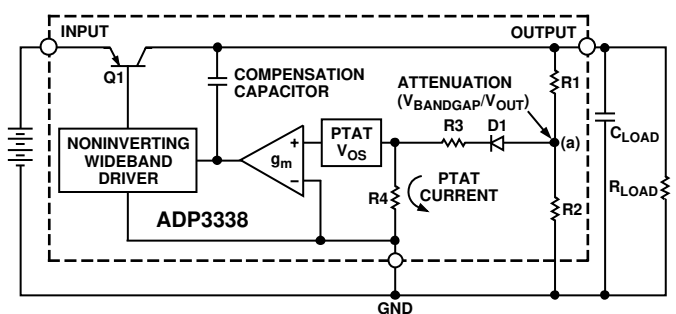 INPUT
OUTPUT
Q1
COMPENSATION
CAPACITOR
ATTENUATION
(VBANDGAP/VOUT)
R1
NONINVERTING
WIDEBAND
DRIVER
gm
+
−
PTAT
VOS
R3
D1
(a)
CLOAD
RLOAD
R4
PTAT
CURRENT
R2
ADP3338
GND